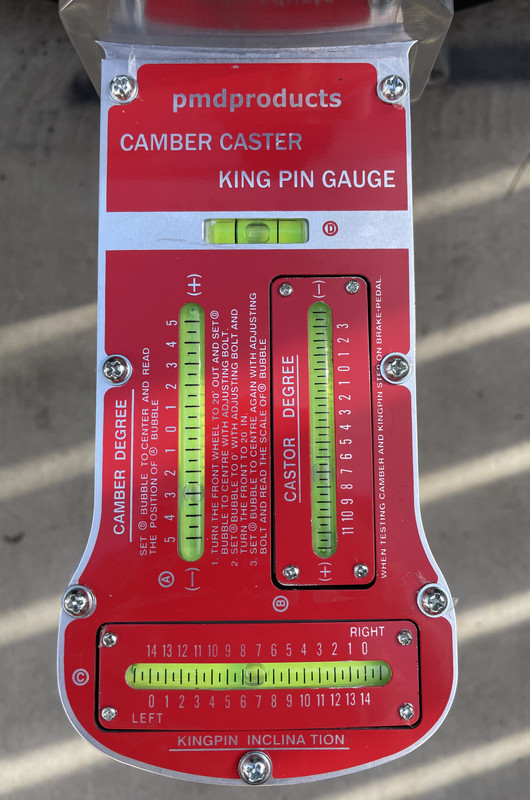 pmdproducts
CAMBER CASTER
KING PIN GAUGE
D
CAMBER DEGREE
SET D BUBBLE TO CENTER AND READ
THE POSITION OF A BUBBLE
A
(−) (+)
5 4 3 2 1 0 1 2 3 4 5
1. TURN THE FRONT WHEEL TO 20° OUT AND SET D
BUBBLE TO CENTRE WITH ADJUSTING BOLT.
2. SET B BUBBLE TO 0° WITH ADJUSTING BOLT AND
TURN THE FRONT TO 20 IN.
3. SET D BUBBLE TO CENTRE AGAIN WITH ADJUSTING
BOLT AND READ THE SCALE OF B BUBBLE
CASTOR DEGREE
(+) (−)
11 10 9 8 7 6 5 4 3 2 1 0 1 2 3
B
WHEN TESTING CAMBER AND KINGPIN STEP ON BRAKE-PEDAL.
C
RIGHT
14 13 12 11 10 9 8 7 6 5 4 3 2 1 0
0 1 2 3 4 5 6 7 8 9 10 11 12 13 14
LEFT
KINGPIN INCLINA TION